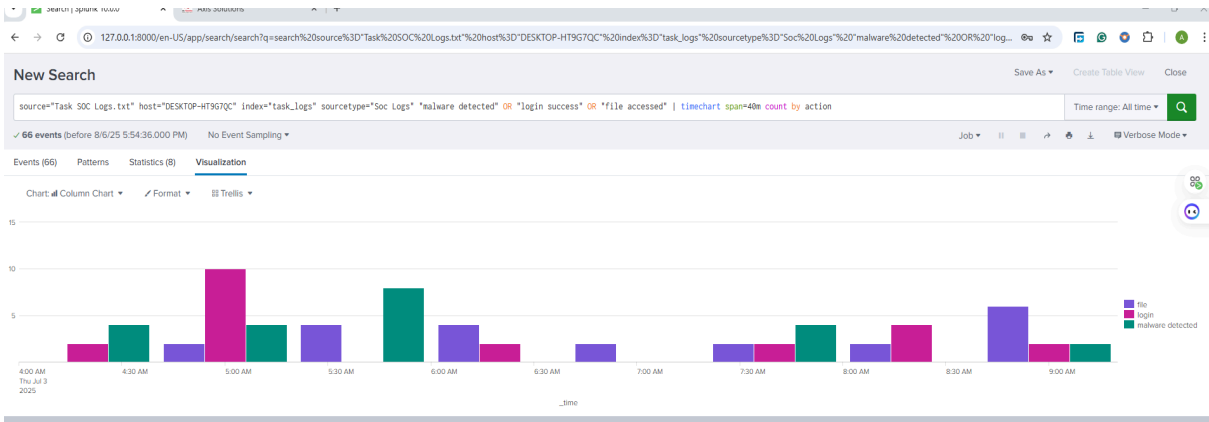 Search | Splunk 10.0.0
Axis Solutions
127.0.0.1:8000/en-US/app/search/search?q=search%20source%3D"Task%20SOC%20Logs.txt"%20host%3D"DESKTOP-HT9G7QC"%20index%3D"task_logs"%20sourcetype%3D"Soc%20Logs"%20"malware%20detected"%20OR%20"log...
New Search
Save As
Create Table View
Close
source="Task SOC Logs.txt" host="DESKTOP-HT9G7QC" index="task_logs" sourcetype="Soc Logs" "malware detected" OR "login success" OR "file accessed" | timechart span=40m count by action
Time range: All time
66 events (before 8/6/25 5:54:36.000 PM)
No Event Sampling
Job
Verbose Mode
Events (66)
Patterns
Statistics (8)
Visualization
Chart: Column Chart
Format
Trellis
15
10
5
file
login
malware detected
4:00 AM
Thu Jul 3
2025
4:30 AM
5:00 AM
5:30 AM
6:00 AM
6:30 AM
7:00 AM
7:30 AM
8:00 AM
8:30 AM
9:00 AM
_time